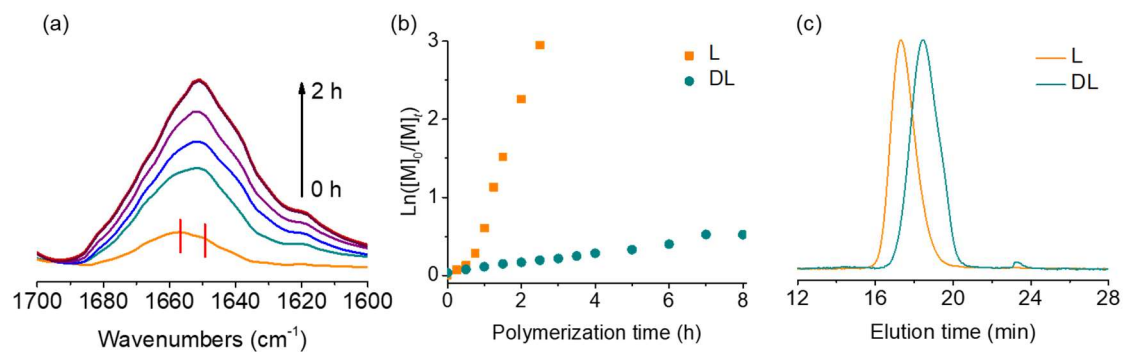 (a)
2 h
0 h
1700 1680 1660 1640 1620 1600
Wavenumbers (cm⁻¹)
(b)
3
2
1
0
L
DL
Ln([M]₀/[M]ₜ)
0 2 4 6 8
Polymerization time (h)
(c)
L
DL
12 16 20 24 28
Elution time (min)